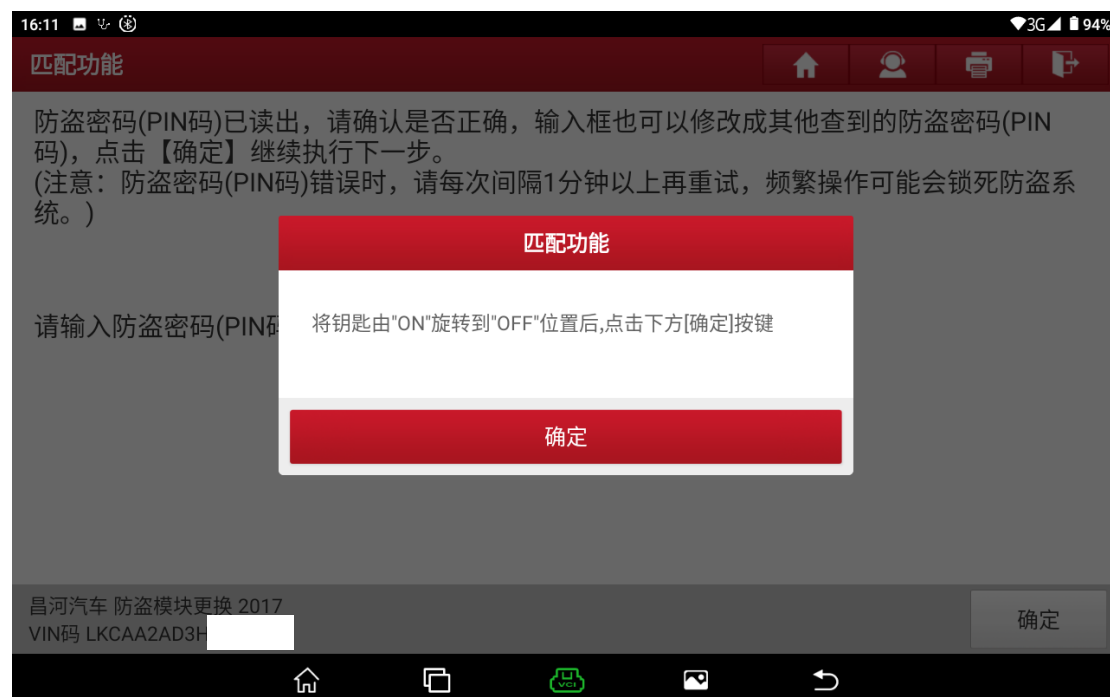 16:11
3G 94%
匹配功能
防盗密码(PIN码)已读出，请确认是否正确，输入框也可以修改成其他查到的防盗密码(PIN
码)，点击【确定】继续执行下一步。
(注意：防盗密码(PIN码)错误时，请每次间隔1分钟以上再重试，频繁操作可能会锁死防盗系
统。)
匹配功能
请输入防盗密码(PIN码
将钥匙由"ON"旋转到"OFF"位置后,点击下方[确定]按键
确定
昌河汽车 防盗模块更换 2017
VIN码 LKCAA2AD3H
确定
VCI